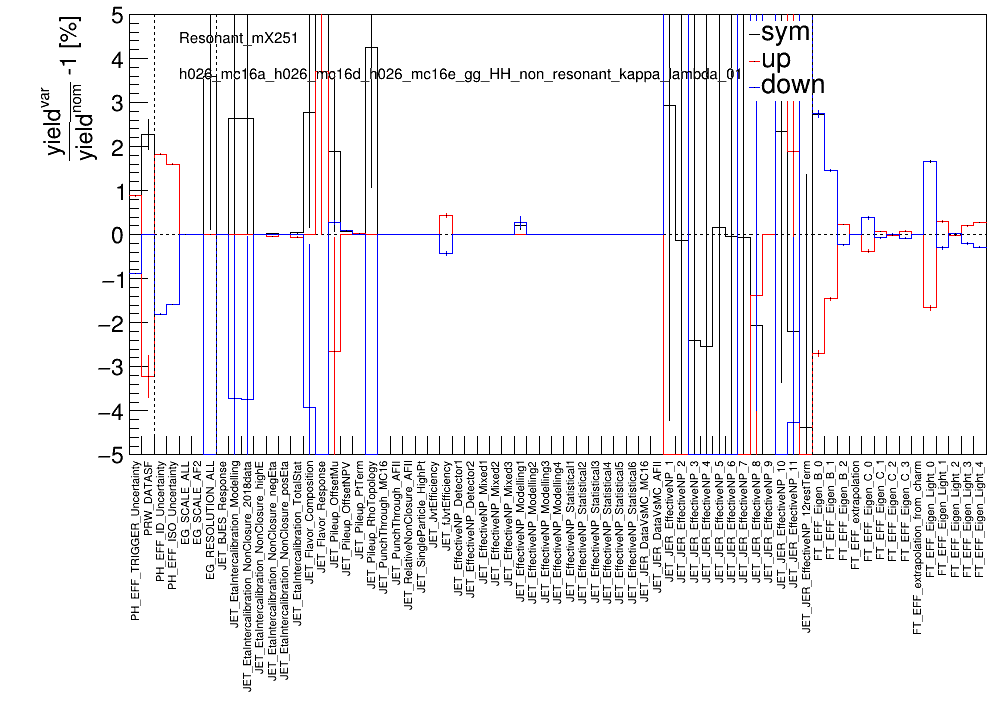 yield^var / yield^nom -1 [%]
5
4
3
2
1
0
−1
−2
−3
−4
−5
Resonant_mX251
h026_mc16a_h026_mc16d_h026_mc16e_gg_HH_non_resonant_kappa_lambda_01
sym
up
down
PH_EFF_TRIGGER_Uncertainty
PRW_DATASF
PH_EFF_ID_Uncertainty
PH_EFF_ISO_Uncertainty
EG_SCALE_ALL
EG_SCALE_AF2
EG_RESOLUTION_ALL
JET_BJES_Response
JET_EtaIntercalibration_Modelling
JET_EtaIntercalibration_NonClosure_2018data
JET_EtaIntercalibration_NonClosure_highE
JET_EtaIntercalibration_NonClosure_negEta
JET_EtaIntercalibration_NonClosure_posEta
JET_EtaIntercalibration_TotalStat
JET_Flavor_Composition
JET_Flavor_Response
JET_Pileup_OffsetMu
JET_Pileup_OffsetNPV
JET_Pileup_PtTerm
JET_Pileup_RhoTopology
JET_PunchThrough_MC16
JET_PunchThrough_AFII
JET_RelativeNonClosure_AFII
JET_SingleParticle_HighPt
JET_JvtEfficiency
JET_fJvtEfficiency
JET_EffectiveNP_Detector1
JET_EffectiveNP_Detector2
JET_EffectiveNP_Mixed1
JET_EffectiveNP_Mixed2
JET_EffectiveNP_Mixed3
JET_EffectiveNP_Modelling1
JET_EffectiveNP_Modelling2
JET_EffectiveNP_Modelling3
JET_EffectiveNP_Modelling4
JET_EffectiveNP_Statistical1
JET_EffectiveNP_Statistical2
JET_EffectiveNP_Statistical3
JET_EffectiveNP_Statistical4
JET_EffectiveNP_Statistical5
JET_EffectiveNP_Statistical6
JET_JER_DataVsMC_MC16
JET_JER_DataVsMC_AFII
JET_JER_EffectiveNP_1
JET_JER_EffectiveNP_2
JET_JER_EffectiveNP_3
JET_JER_EffectiveNP_4
JET_JER_EffectiveNP_5
JET_JER_EffectiveNP_6
JET_JER_EffectiveNP_7
JET_JER_EffectiveNP_8
JET_JER_EffectiveNP_9
JET_JER_EffectiveNP_10
JET_JER_EffectiveNP_11
JET_JER_EffectiveNP_12restTerm
FT_EFF_Eigen_B_0
FT_EFF_Eigen_B_1
FT_EFF_Eigen_B_2
FT_EFF_extrapolation
FT_EFF_Eigen_C_0
FT_EFF_Eigen_C_1
FT_EFF_Eigen_C_2
FT_EFF_Eigen_C_3
FT_EFF_extrapolation_from_charm
FT_EFF_Eigen_Light_0
FT_EFF_Eigen_Light_1
FT_EFF_Eigen_Light_2
FT_EFF_Eigen_Light_3
FT_EFF_Eigen_Light_4